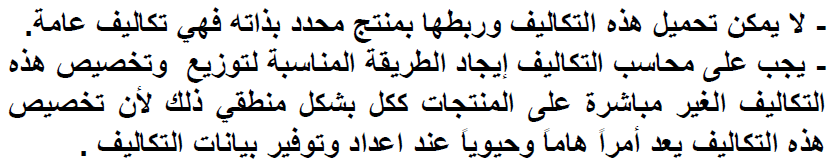 - لا يمكن تحميل هذه التكاليف وربطها بمنتج محدد بذاته فهي تكاليف عامة.
- يجب على محاسب التكاليف إيجاد الطريقة المناسبة لتوزيع وتخصيص هذه
التكاليف الغير مباشرة على المنتجات ككل بشكل منطقي ذلك لأن تخصيص
هذه التكاليف يعد أمراً هاماً وحيوياً عند اعداد وتوفير بيانات التكاليف .